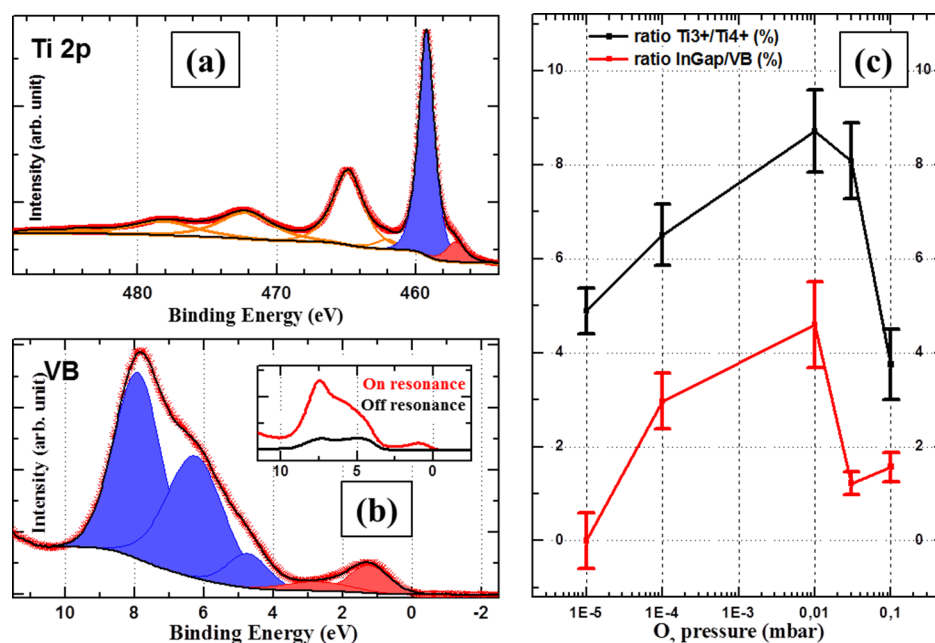 Ti 2p
(a)
Intensity (arb. unit)
480
470
460
Binding Energy (eV)
VB
(b)
Intensity (arb. unit)
On resonance
Off resonance
10
5
0
10
8
6
4
2
0
-2
Binding Energy (eV)
(c)
ratio Ti3+/Ti4+ (%)
ratio InGap/VB (%)
10
8
6
4
2
0
10
8
6
4
2
0
1E-5
1E-4
1E-3
0,01
0,1
O₂ pressure (mbar)